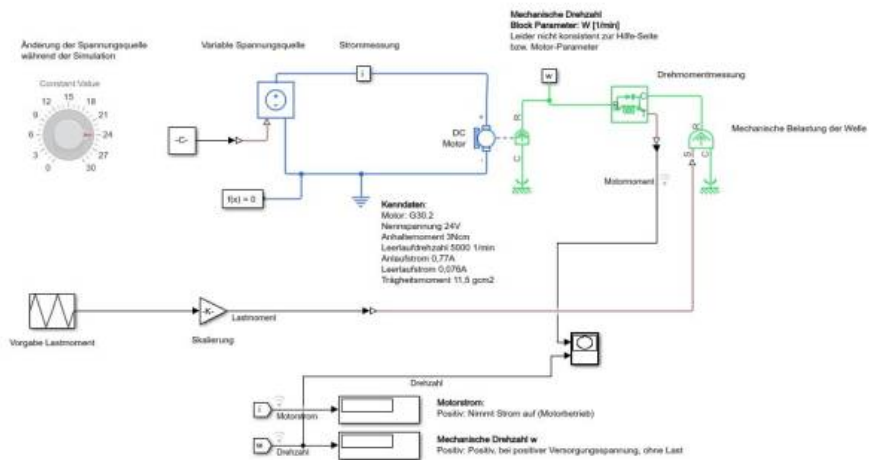 Änderung der Spannungsquelle
während der Simulation
Constant Value
0
3
6
9
12
15
18
21
24
27
30
Variable Spannungsquelle
Strommessung
i
-C-
f(x) = 0
DC
Motor
+
-
R
C
Mechanische Drehzahl
Block Parameter: W [1/min]
Leider nicht konsistent zur Hilfe-Seite
bzw. Motor-Parameter
w
Drehmomentmessung
R
C
S
Mechanische Belastung der Welle
Motormoment
Kenndaten:
Motor: G30.2
Nennspannung 24V
Anhaltemoment 3Ncm
Leerlaufdrehzahl 5000 1/min
Anlaufstrom 0,77A
Leerlaufstrom 0,076A
Trägheitsmoment 11,5 gcm2
Vorgabe Lastmoment
-K-
Skalierung
Lastmoment
Drehzahl
i
Motorstrom
Motorstrom:
Positiv: Nimmt Strom auf (Motorbetrieb)
w
Drehzahl
Mechanische Drehzahl w
Positiv: Positiv, bei positiver Versorgungsspannung, ohne Last